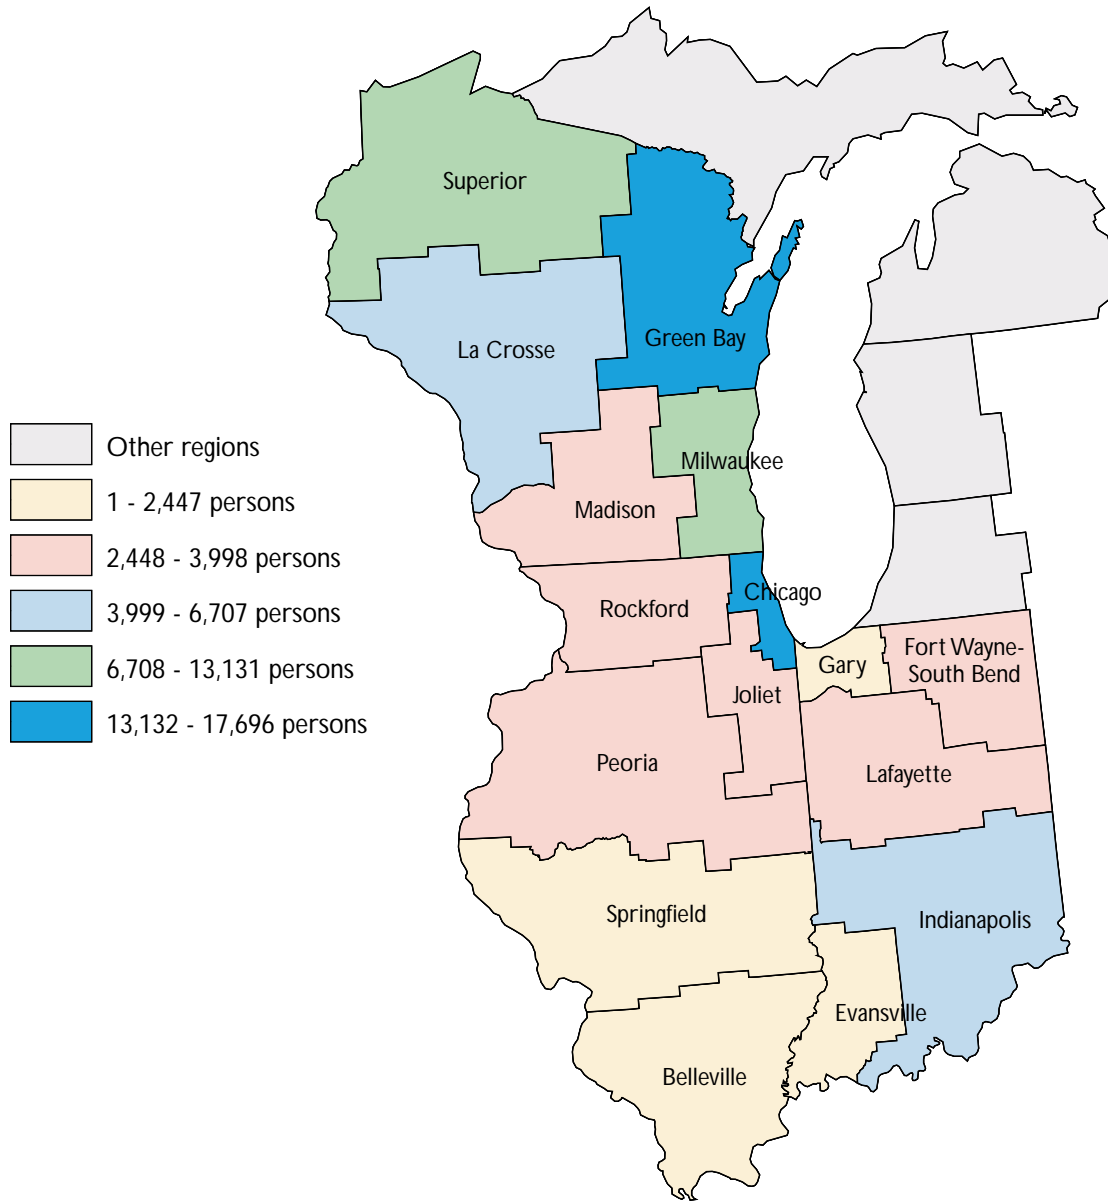 Superior
Green Bay
La Crosse
Other regions
1 - 2,447 persons
2,448 - 3,998 persons
3,999 - 6,707 persons
6,708 - 13,131 persons
13,132 - 17,696 persons
Milwaukee
Madison
Chicago
Rockford
Gary
Fort Wayne-
South Bend
Joliet
Peoria
Lafayette
Springfield
Indianapolis
Evansville
Belleville